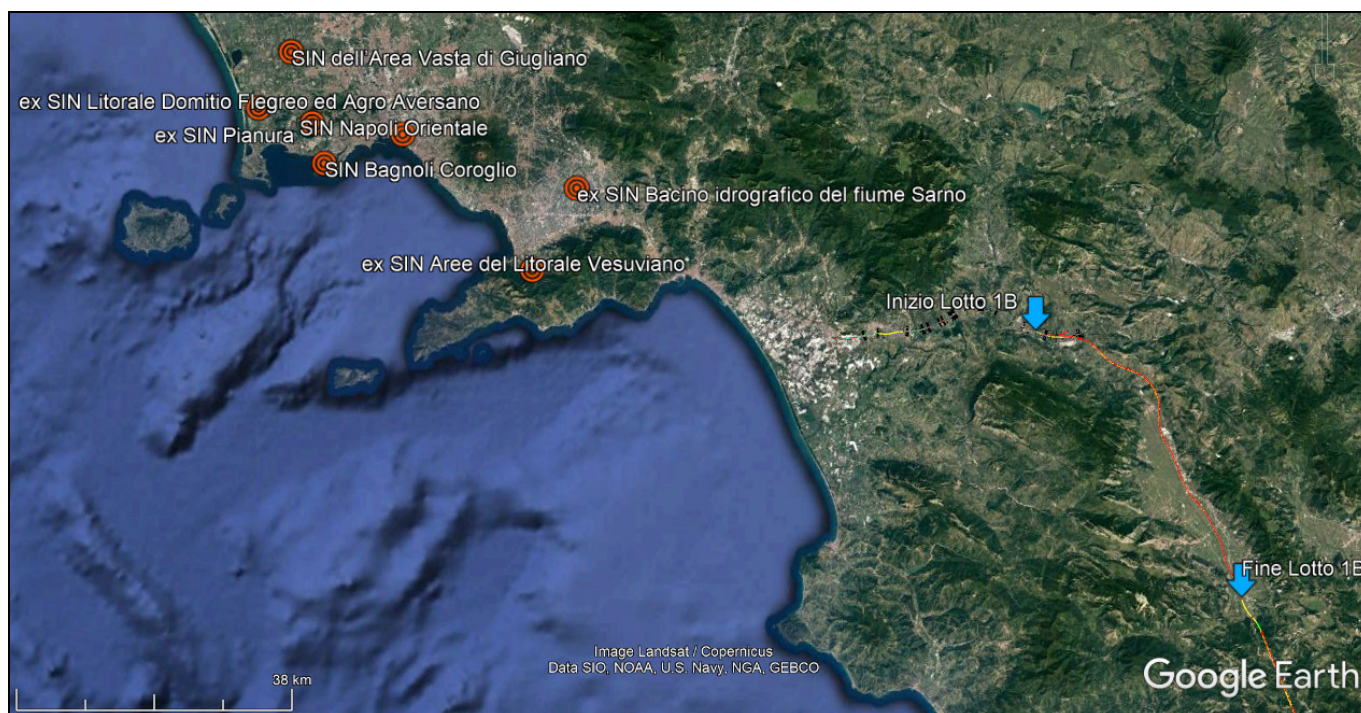 SIN dell'Area Vasta di Giugliano
ex SIN Litorale Domitio Flegreo ed Agro Aversano
SIN Napoli Orientale
ex SIN Pianura
SIN Bagnoli Coroglio
ex SIN Bacino idrografico del fiume Sarno
ex SIN Aree del Litorale Vesuviano
Inizio Lotto 1B
Fine Lotto 1B
Image Landsat / Copernicus
Data SIO, NOAA, U.S. Navy, NGA, GEBCO
38 km
Google Earth